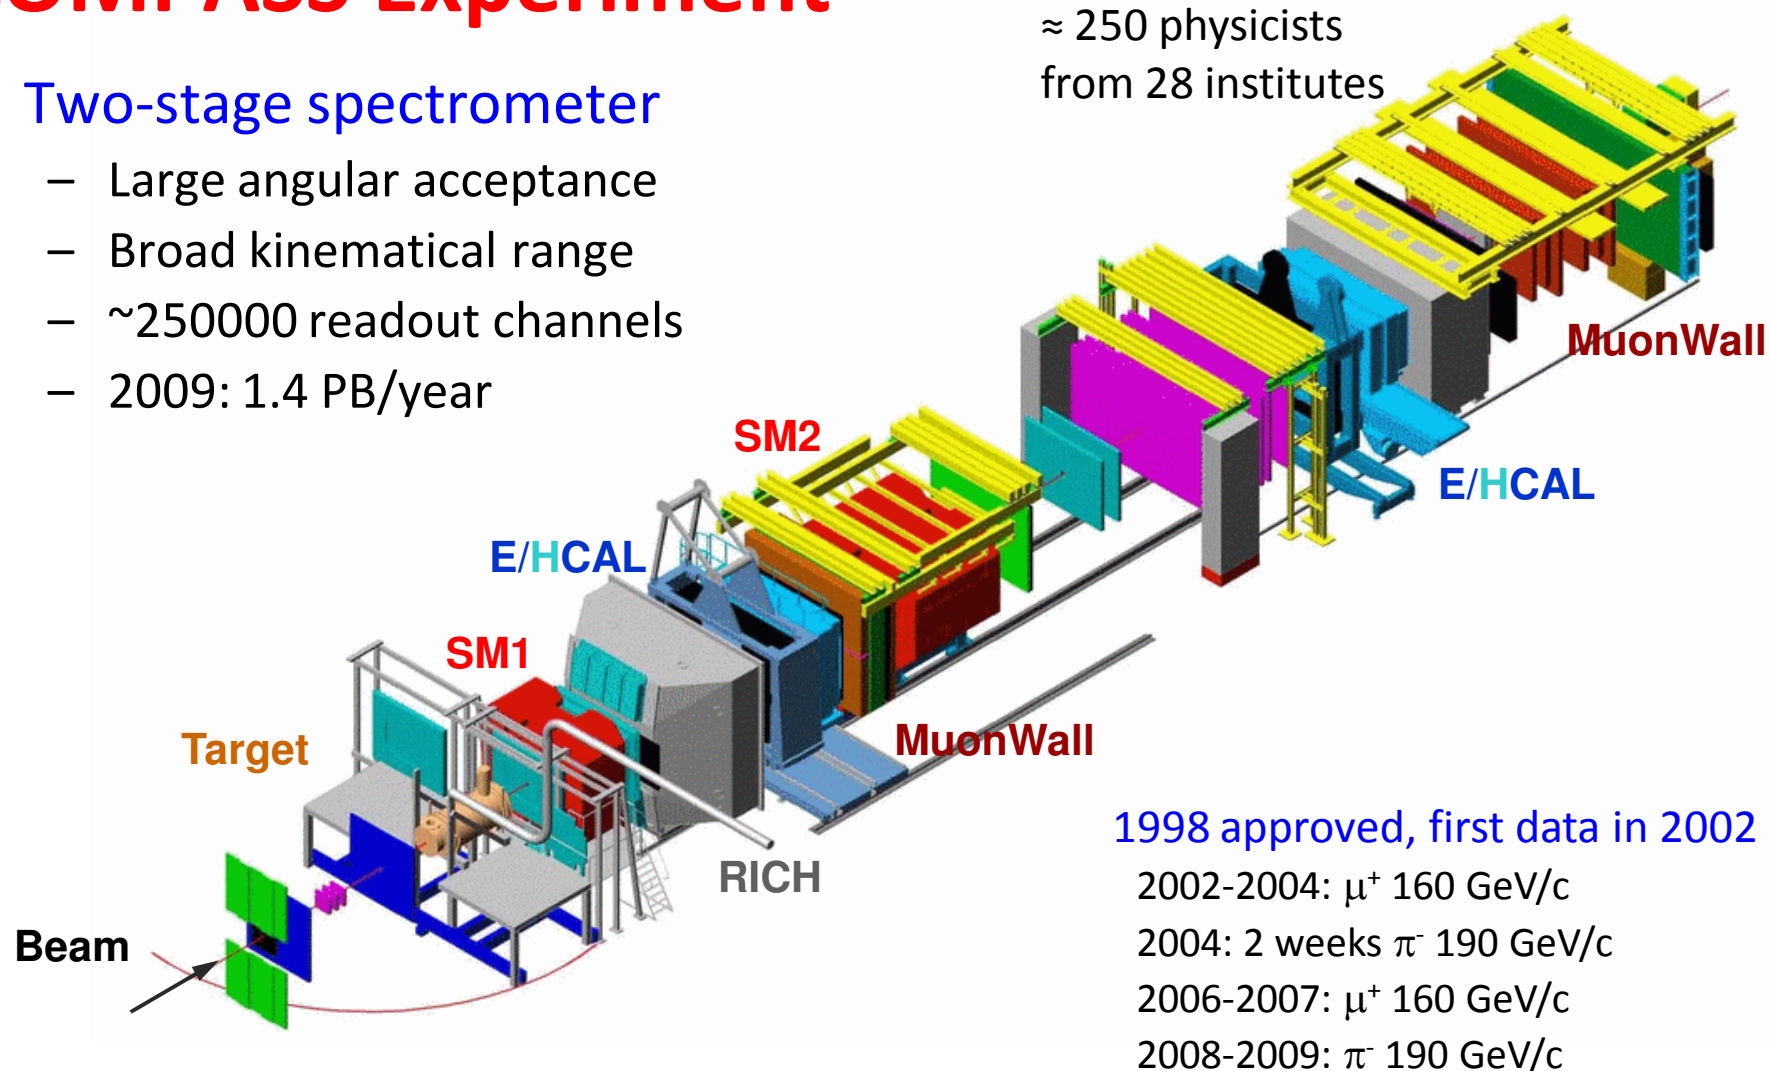 COMPASS Experiment
≈ 250 physicists
from 28 institutes
Two-stage spectrometer
– Large angular acceptance
– Broad kinematical range
– ~250000 readout channels
– 2009: 1.4 PB/year
MuonWall
SM2
E/HCAL
E/HCAL
SM1
Target
MuonWall
RICH
Beam
1998 approved, first data in 2002
2002-2004: μ⁺ 160 GeV/c
2004: 2 weeks π⁻ 190 GeV/c
2006-2007: μ⁺ 160 GeV/c
2008-2009: π⁻ 190 GeV/c